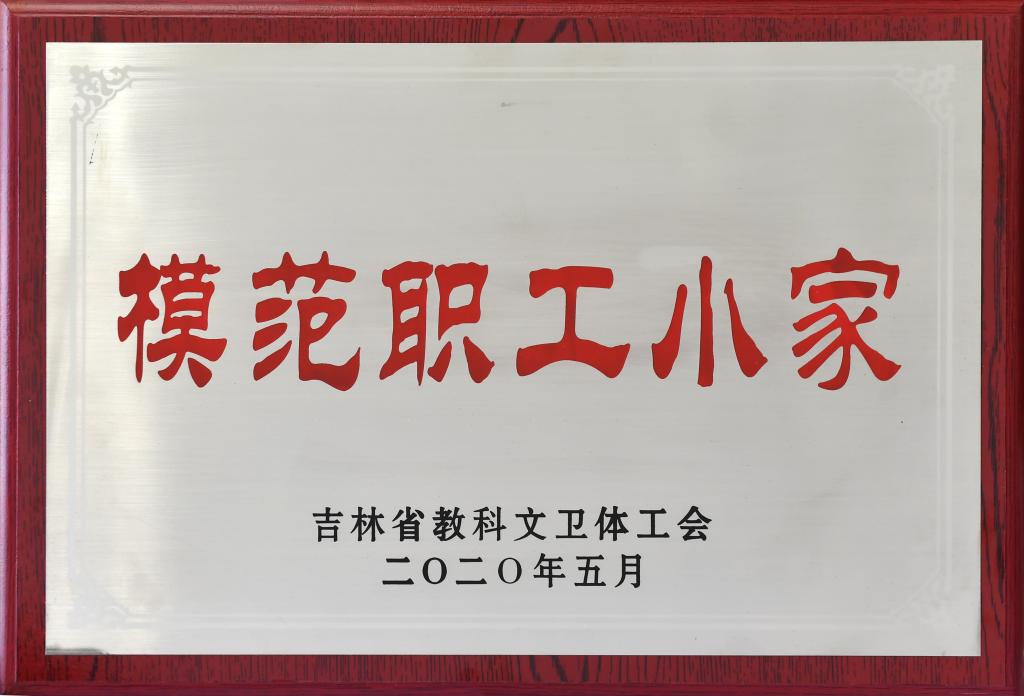 模范职工小家
吉林省教科文卫体工会
二〇二〇年五月